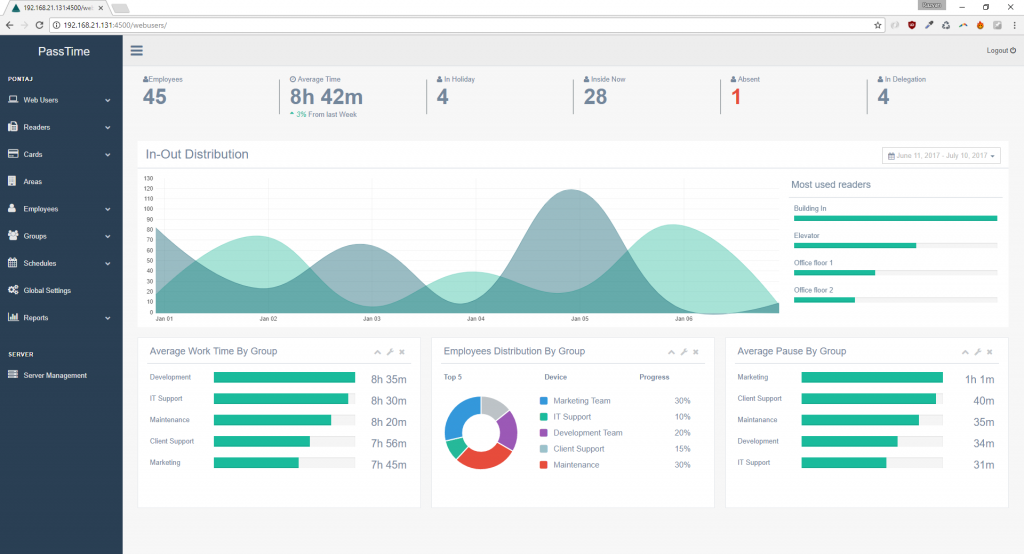 192.168.21.131:4500/web
192.168.21.131:4500/webusers/
PassTime
Logout
PONTAJ
Web Users
Readers
Cards
Areas
Employees
Groups
Schedules
Global Settings
Reports
SERVER
Server Management
Employees
45
Average Time
8h 42m
3% From last Week
In Holiday
4
Inside Now
28
Absent
1
In Delegation
4
In-Out Distribution
June 11, 2017 - July 10, 2017
130
120
110
100
90
80
70
60
50
40
30
20
10
0
Jan 01 Jan 02 Jan 03 Jan 04 Jan 05 Jan 06
Most used readers
Building In
Elevator
Office floor 1
Office floor 2
Average Work Time By Group
Development 8h 35m
IT Support 8h 30m
Maintenance 8h 20m
Client Support 7h 56m
Marketing 7h 45m
Employees Distribution By Group
Top 5 Device Progress
Marketing Team 30%
IT Support 10%
Development Team 20%
Client Support 15%
Maintenance 30%
Average Pause By Group
Marketing 1h 1m
Client Support 40m
Maintanance 35m
Development 34m
IT Support 31m